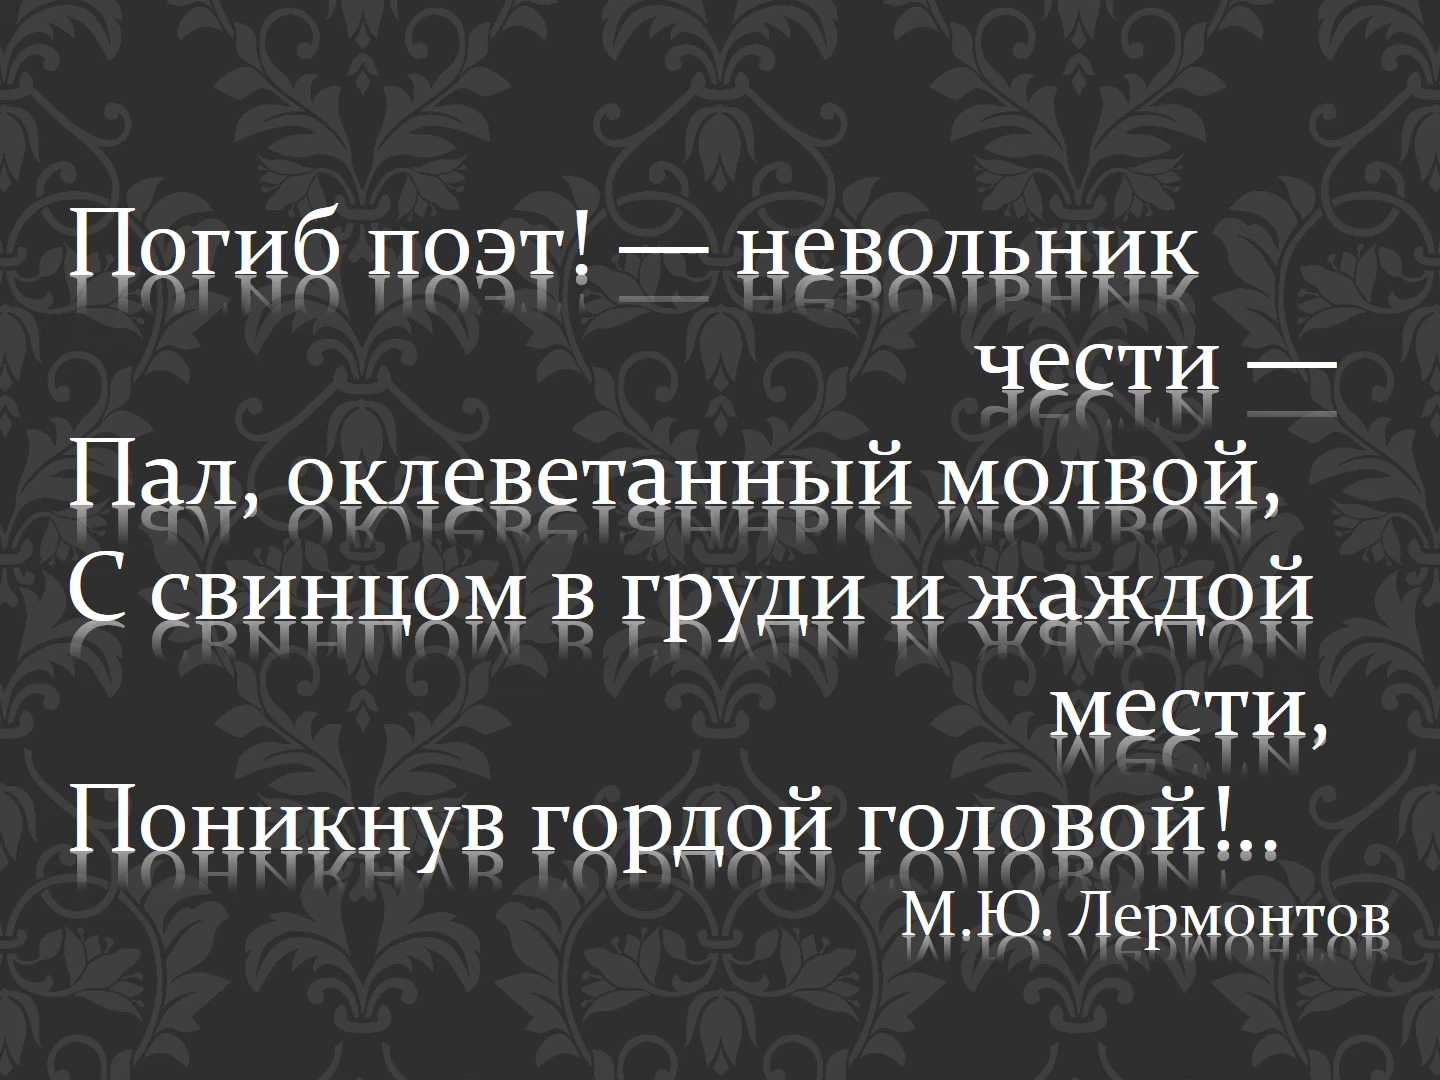 Погиб поэт! — невольник
чести —
Пал, оклеветанный молвой,
С свинцом в груди и жаждой
мести,
Поникнув гордой головой!..
М.Ю. Лермонтов